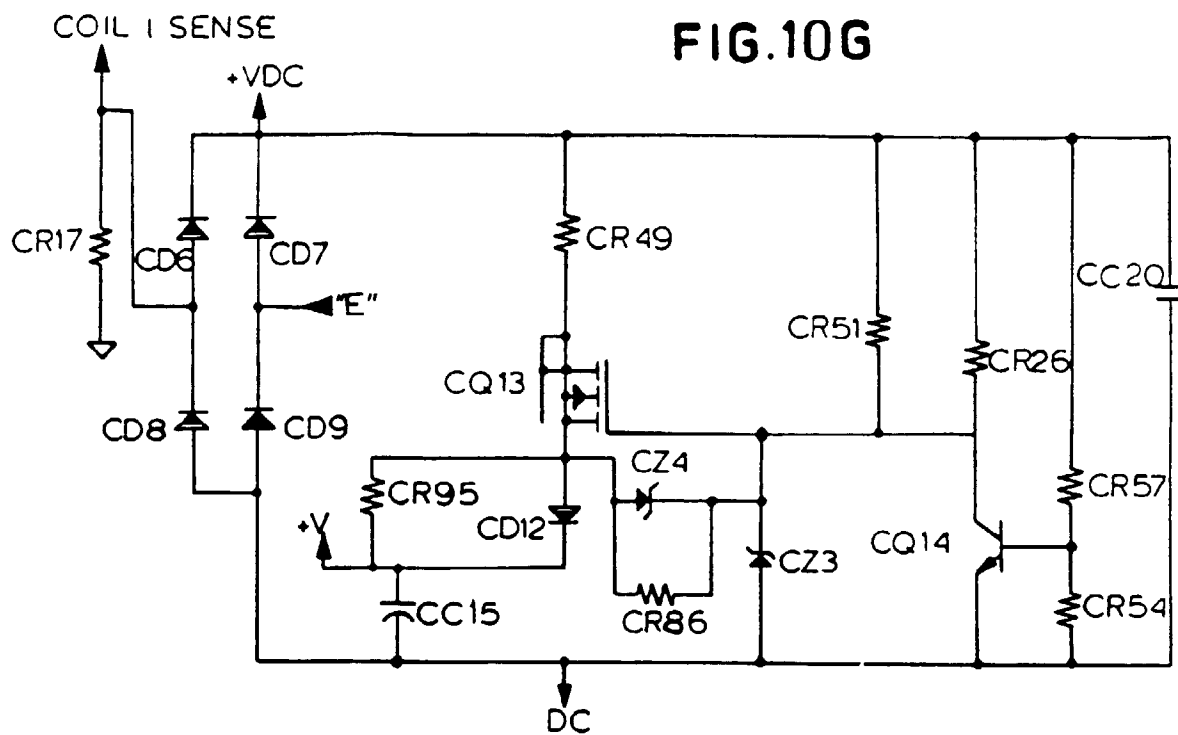 COIL I SENSE
FIG.10G
+VDC
CR17
CD6
CD7
CR49
CC20
"E"
CR51
CR26
CQ13
CD8
CD9
CZ4
CR95
CR57
+V
CD12
CQ14
CZ3
CC15
CR86
CR54
DC